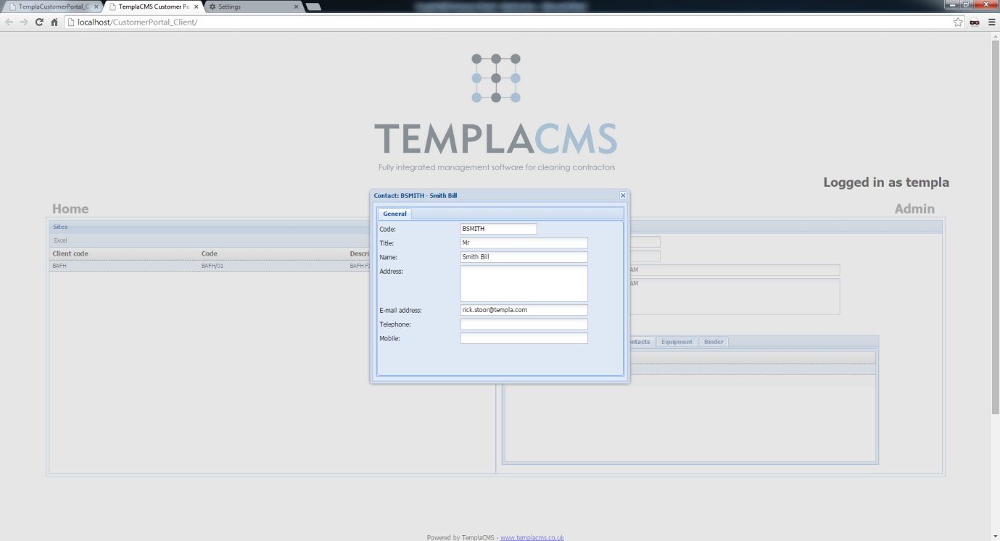 TemplaCustomerPortal_C
TemplaCMS Customer Po
Settings
localhost/CustomerPortal_Client/
TEMPLACMS
Fully integrated management software for cleaning contractors
Logged in as templa
Home
Admin
Contact: BSMITH - Smith Bill
General
Code: BSMITH
Title: Mr
Name: Smith Bill
Address:
E-mail address: rick.stoor@templa.com
Telephone:
Mobile:
Sites
Excel
Client code Code Descri
BAFH BAFH/01 BAFH F
AM
AM
ntacts Equipment Binder
Powered by TemplaCMS - www.templacms.co.uk